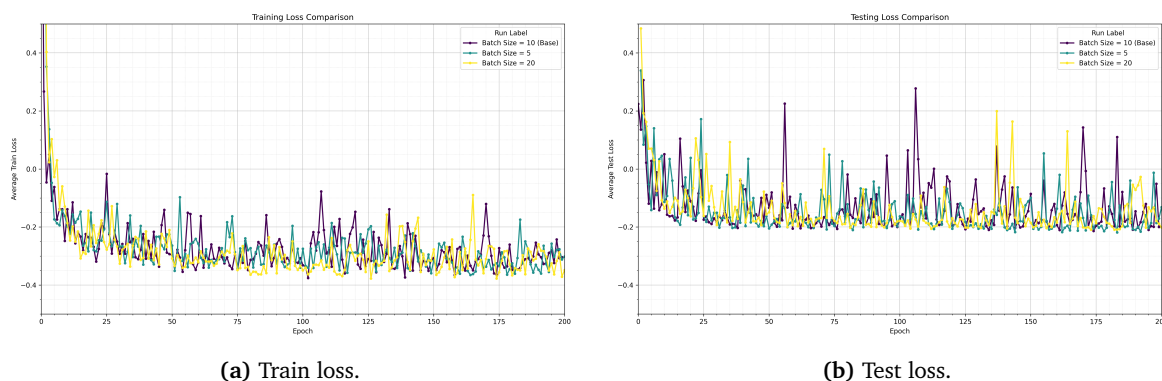 Training Loss Comparison
Run Label
Batch Size = 10 (Base)
Batch Size = 5
Batch Size = 20
Average Train Loss
0.4
0.2
0.0
−0.2
−0.4
0 25 50 75 100 125 150 175 200
Epoch
(a) Train loss.
Testing Loss Comparison
Run Label
Batch Size = 10 (Base)
Batch Size = 5
Batch Size = 20
Average Test Loss
0.4
0.2
0.0
−0.2
−0.4
0 25 50 75 100 125 150 175 200
Epoch
(b) Test loss.